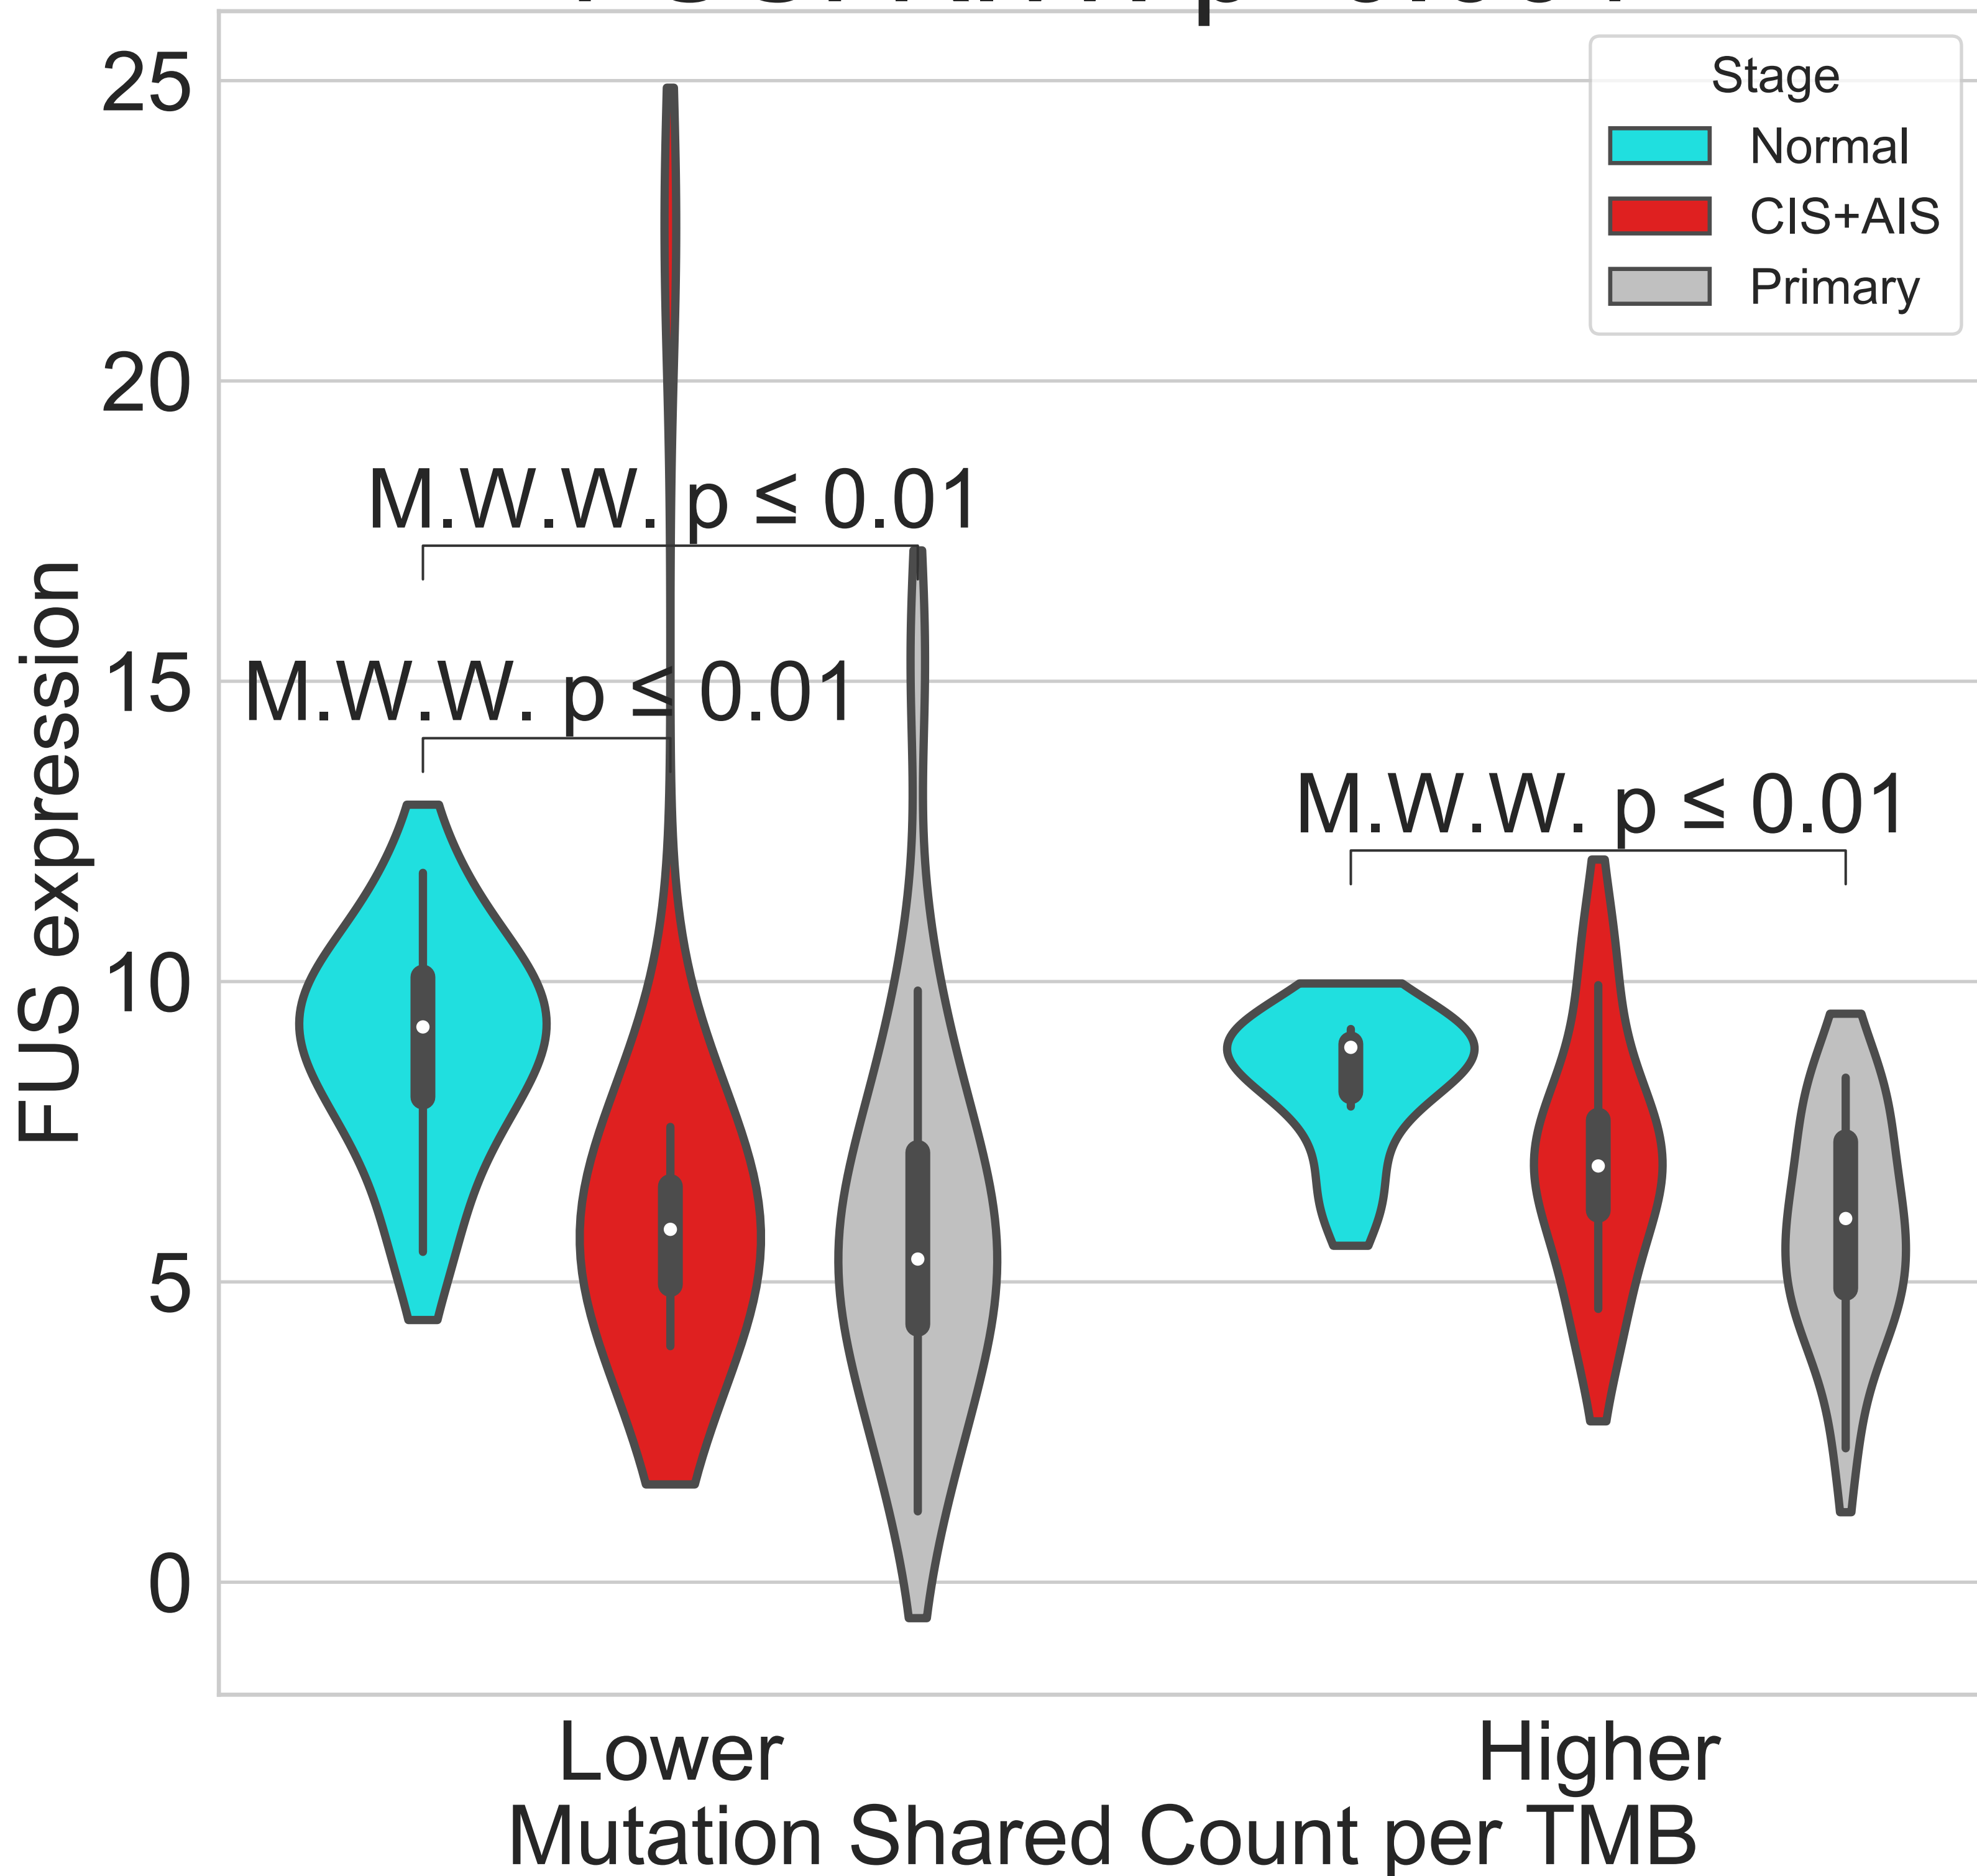 Stage
Normal
CIS+AIS
Primary
25
20
15
10
5
0
FUS expression
M.W.W. p ≤ 0.01
M.W.W. p ≤ 0.01
M.W.W. p ≤ 0.01
Lower
Higher
Mutation Shared Count per TMB